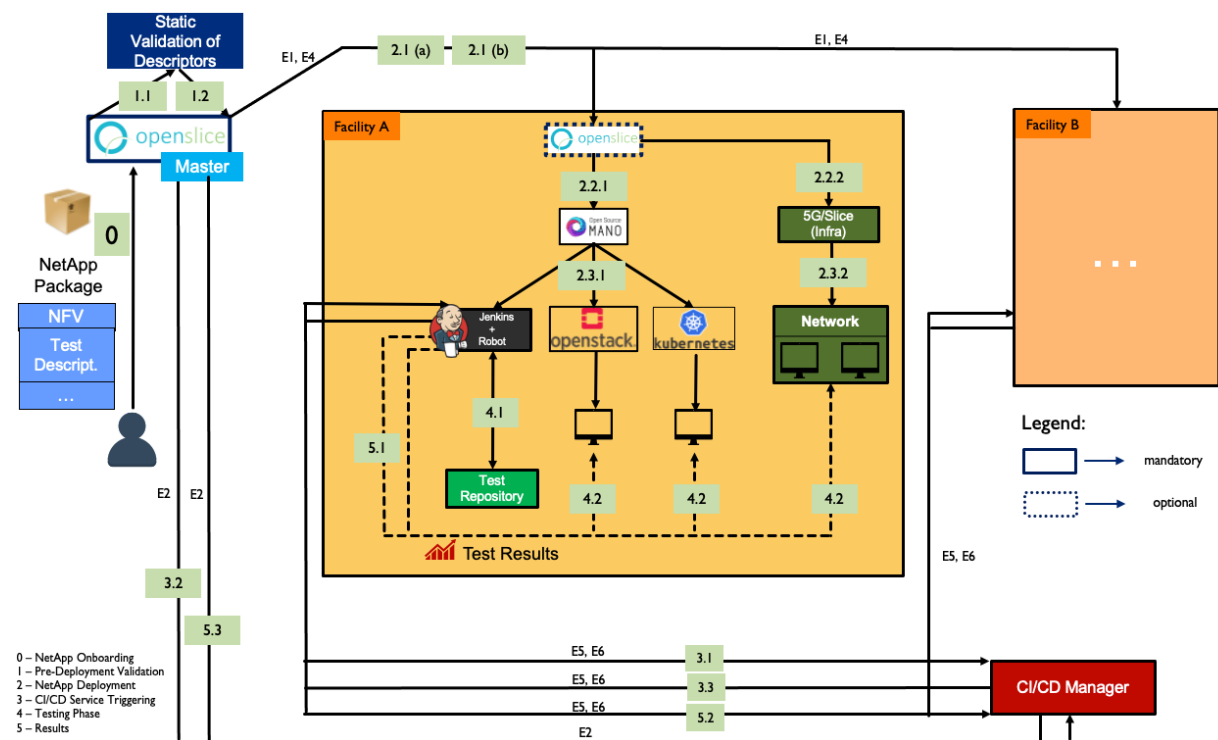 Static
Validation of
Descriptors
E1, E4
2.1 (a)
2.1 (b)
E1, E4
1.1
1.2
openslice
Master
Facility A
openslice
Facility B
2.2.1
2.2.2
0
Open Source
MANO
5G/Slice
(Infra)
NetApp
Package
2.3.1
2.3.2
...
NFV
Test
Descript.
...
Jenkins
+
Robot
openstack.
kubernetes
Network
4.1
5.1
Legend:
mandatory
optional
Test
Repository
4.2
4.2
4.2
E2
E2
Test Results
E5, E6
3.2
5.3
0 – NetApp Onboarding
1 – Pre-Deployment Validation
2 – NetApp Deployment
3 – CI/CD Service Triggering
4 – Testing Phase
5 – Results
E5, E6
3.1
E5, E6
3.3
E5, E6
5.2
E2
CI/CD Manager